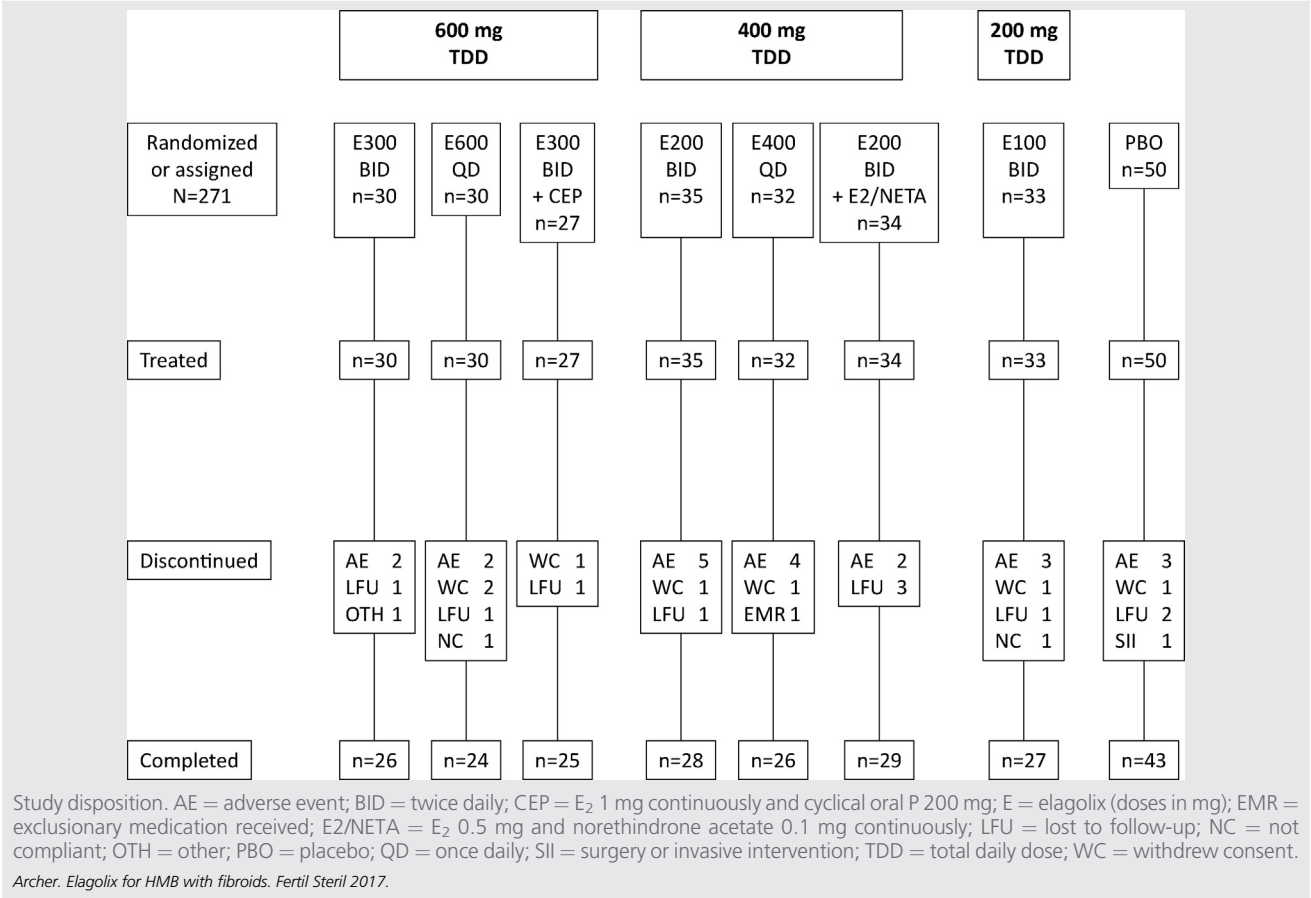 600 mg
TDD
400 mg
TDD
200 mg
TDD
Randomized
or assigned
N=271
E300
BID
n=30
E600
QD
n=30
E300
BID
+ CEP
n=27
E200
BID
n=35
E400
QD
n=32
E200
BID
+ E2/NETA
n=34
E100
BID
n=33
PBO
n=50
Treated
n=30
n=30
n=27
n=35
n=32
n=34
n=33
n=50
Discontinued
AE 2
LFU 1
OTH 1
AE 2
WC 2
LFU 1
NC 1
WC 1
LFU 1
AE 5
WC 1
LFU 1
AE 4
WC 1
EMR 1
AE 2
LFU 3
AE 3
WC 1
LFU 1
NC 1
AE 3
WC 1
LFU 2
SII 1
Completed
n=26
n=24
n=25
n=28
n=26
n=29
n=27
n=43
Study disposition. AE = adverse event; BID = twice daily; CEP = E₂ 1 mg continuously and cyclical oral P 200 mg; E = elagolix (doses in mg); EMR =
exclusionary medication received; E2/NETA = E₂ 0.5 mg and norethindrone acetate 0.1 mg continuously; LFU = lost to follow-up; NC = not
compliant; OTH = other; PBO = placebo; QD = once daily; SII = surgery or invasive intervention; TDD = total daily dose; WC = withdrew consent.
Archer. Elagolix for HMB with fibroids. Fertil Steril 2017.